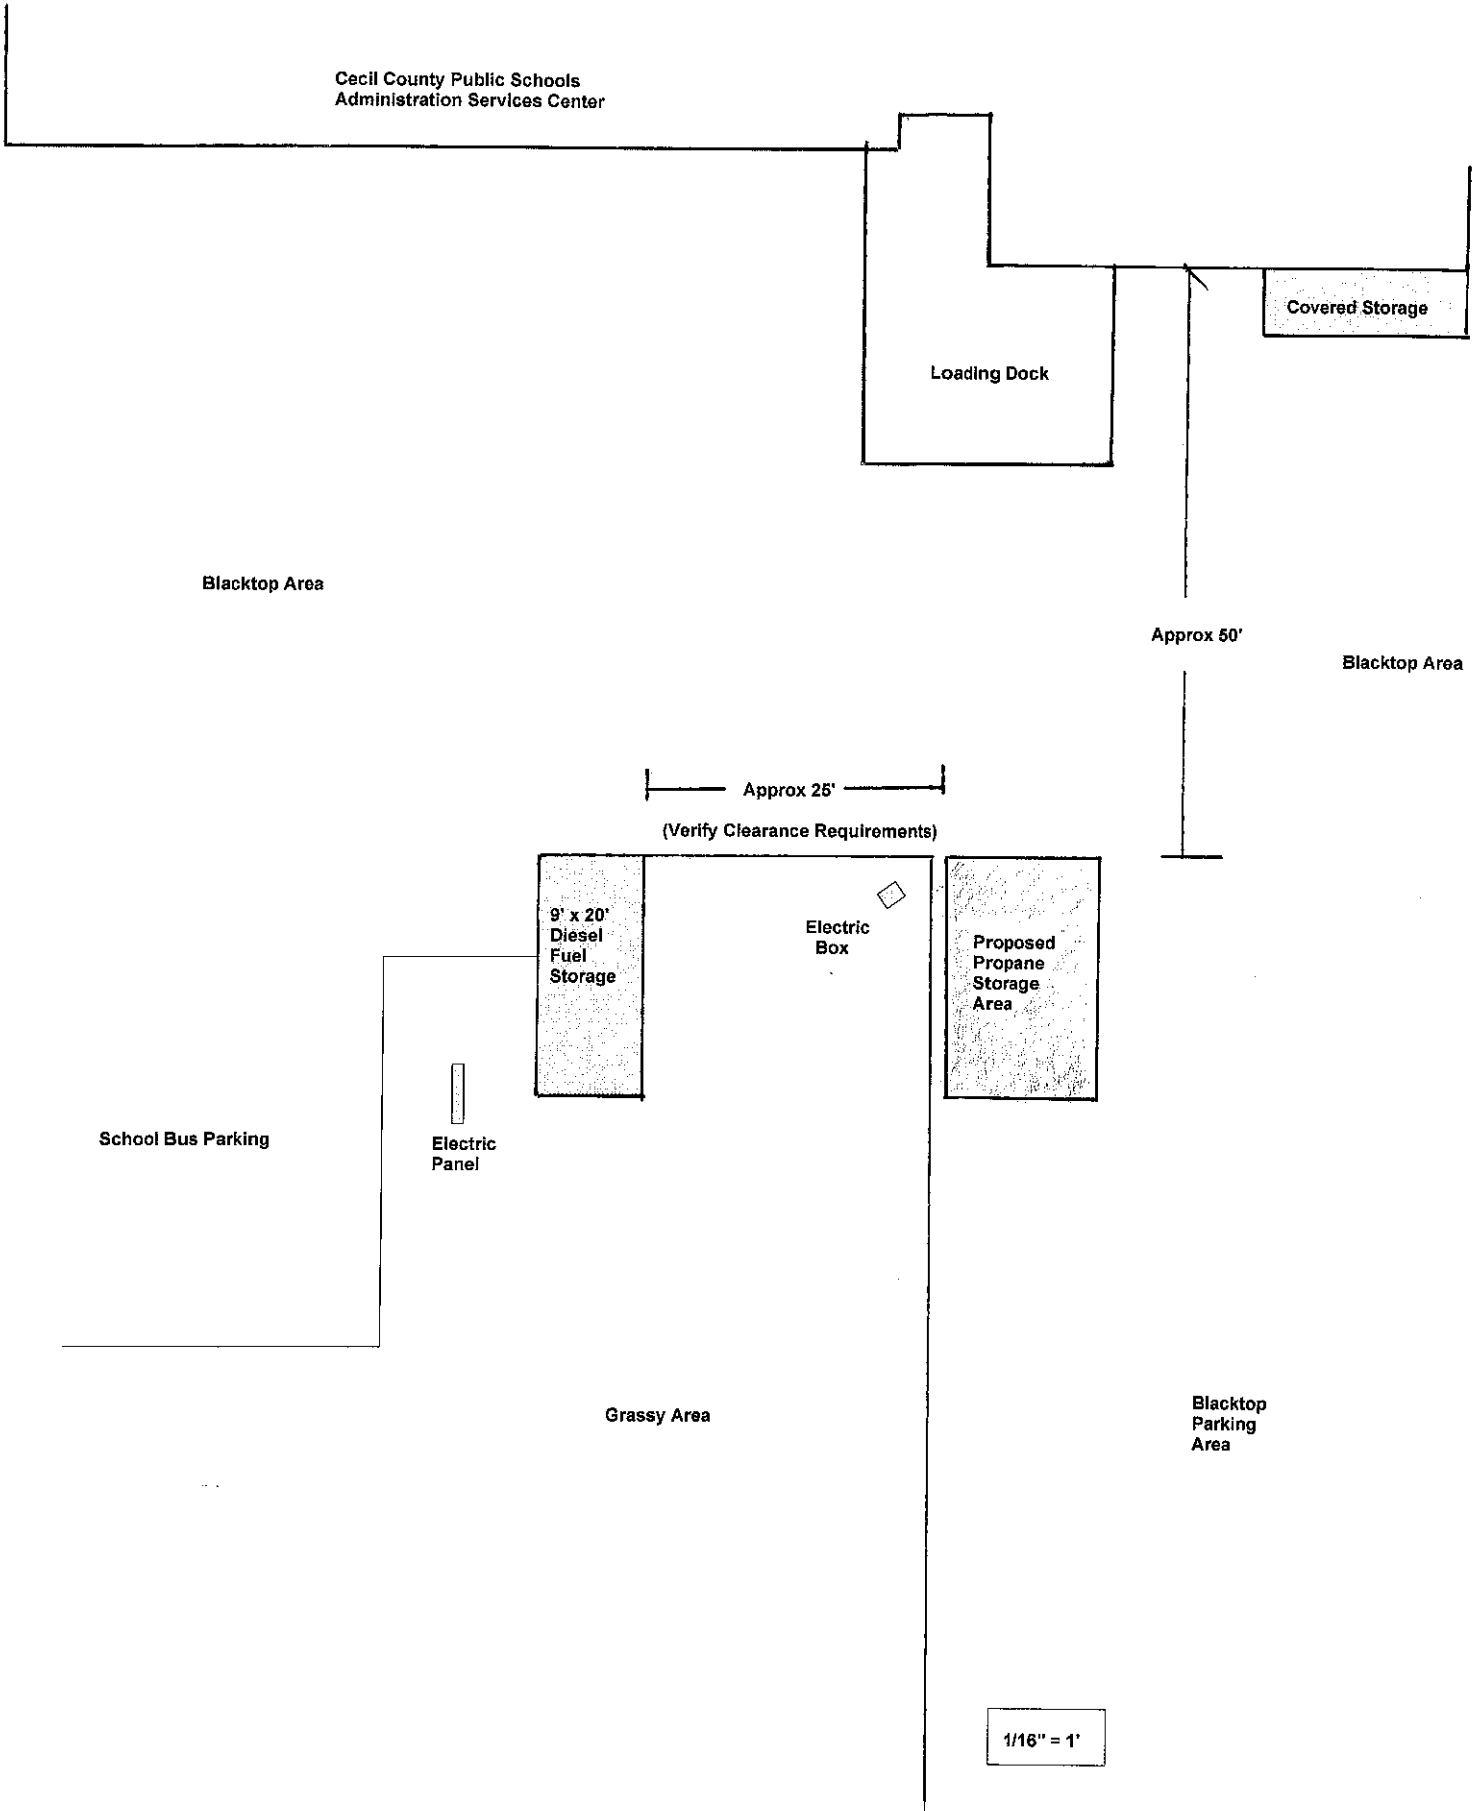 Cecil County Public Schools
Administration Services Center
Covered Storage
Loading Dock
Blacktop Area
Approx 50'
Blacktop Area
Approx 25'
(Verify Clearance Requirements)
9' x 20'
Diesel
Fuel
Storage
Electric
Box
Proposed
Propane
Storage
Area
School Bus Parking
Electric
Panel
Grassy Area
Blacktop
Parking
Area
1/16" = 1'